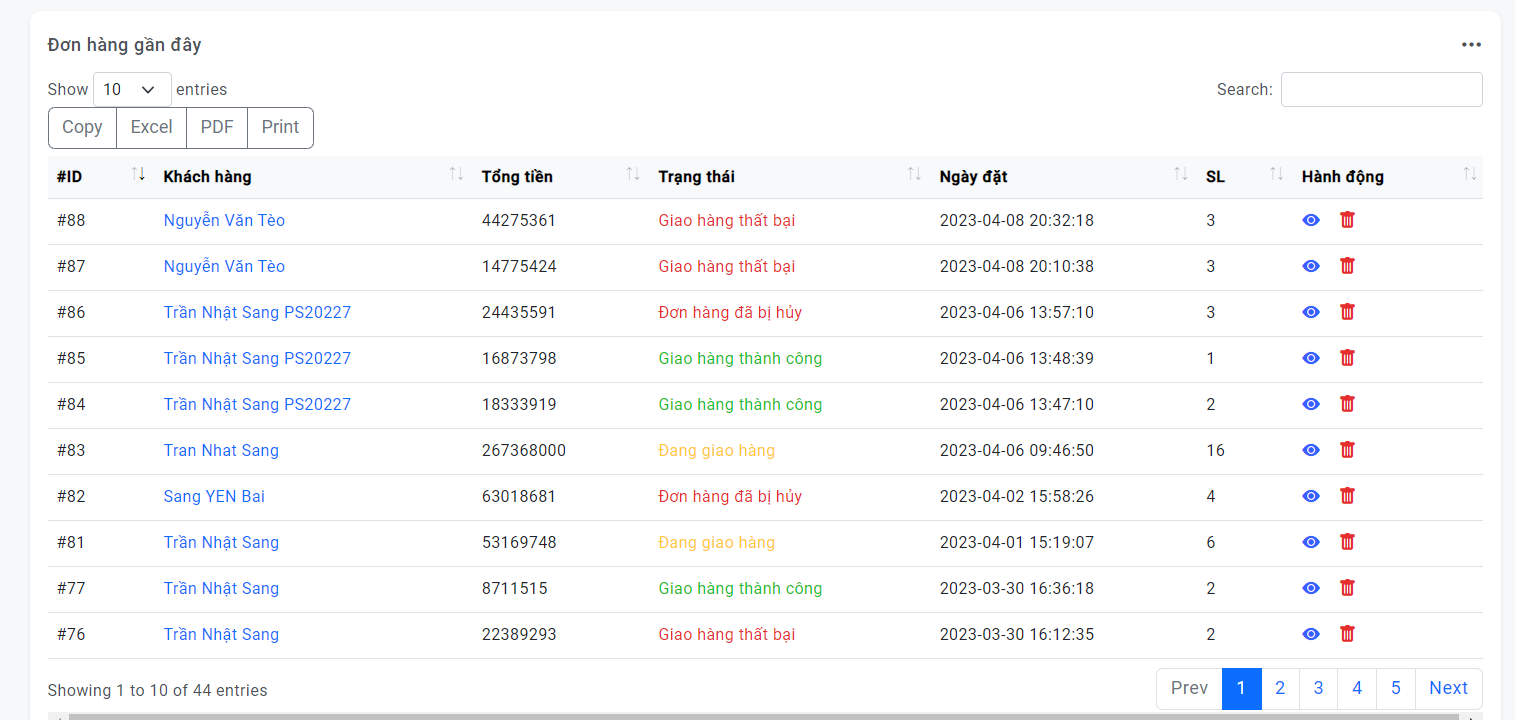 Đơn hàng gần đây
Show 10 entries Search:
Copy Excel PDF Print
#ID Khách hàng Tổng tiền Trạng thái Ngày đặt SL Hành động
#88 Nguyễn Văn Tèo 44275361 Giao hàng thất bại 2023-04-08 20:32:18 3
#87 Nguyễn Văn Tèo 14775424 Giao hàng thất bại 2023-04-08 20:10:38 3
#86 Trần Nhật Sang PS20227 24435591 Đơn hàng đã bị hủy 2023-04-06 13:57:10 3
#85 Trần Nhật Sang PS20227 16873798 Giao hàng thành công 2023-04-06 13:48:39 1
#84 Trần Nhật Sang PS20227 18333919 Giao hàng thành công 2023-04-06 13:47:10 2
#83 Tran Nhat Sang 267368000 Đang giao hàng 2023-04-06 09:46:50 16
#82 Sang YEN Bai 63018681 Đơn hàng đã bị hủy 2023-04-02 15:58:26 4
#81 Trần Nhật Sang 53169748 Đang giao hàng 2023-04-01 15:19:07 6
#77 Trần Nhật Sang 8711515 Giao hàng thành công 2023-03-30 16:36:18 2
#76 Trần Nhật Sang 22389293 Giao hàng thất bại 2023-03-30 16:12:35 2
Showing 1 to 10 of 44 entries Prev 1 2 3 4 5 Next